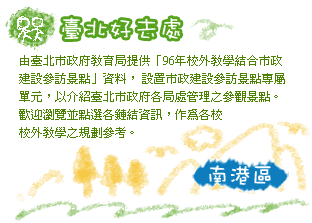 臺北好去處
由臺北市政府教育局提供「96年校外教學結合市政
建設參訪景點」資料，設置市政建設參訪景點專屬
單元，以介紹臺北市政府各局處管理之參觀景點。
歡迎瀏覽並點選各鏈結資訊，作為各校
校外教學之規劃參考。
南港區